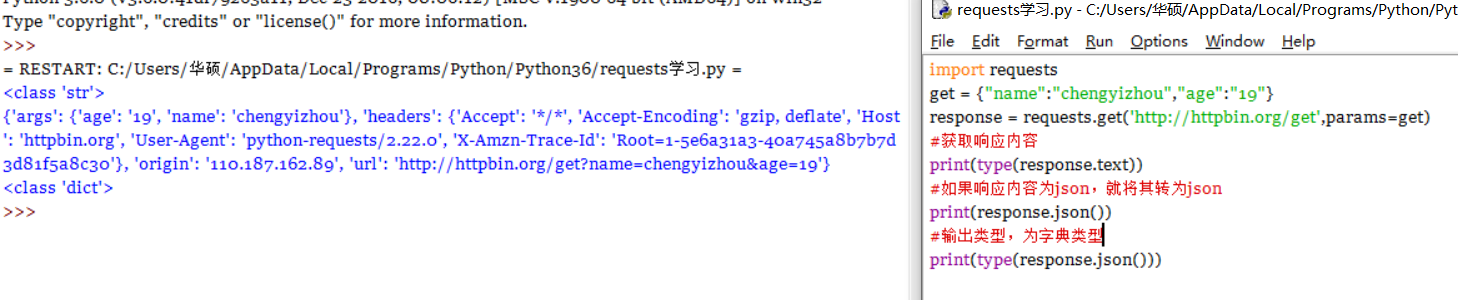 Type "copyright", "credits" or "license()" for more information.
>>>
= RESTART: C:/Users/华硕/AppData/Local/Programs/Python/Python36/requests学习.py =
<class 'str'>
{'args': {'age': '19', 'name': 'chengyizhou'}, 'headers': {'Accept': '*/*', 'Accept-Encoding': 'gzip, deflate', 'Host
': 'httpbin.org', 'User-Agent': 'python-requests/2.22.0', 'X-Amzn-Trace-Id': 'Root=1-5e6a31a3-40a745a8b7b7d
3d81f5a8c30'}, 'origin': '110.187.162.89', 'url': 'http://httpbin.org/get?name=chengyizhou&age=19'}
<class 'dict'>
>>>
requests学习.py - C:/Users/华硕/AppData/Local/Programs/Python/Pyt
File Edit Format Run Options Window Help
import requests
get = {"name":"chengyizhou","age":"19"}
response = requests.get('http://httpbin.org/get',params=get)
#获取响应内容
print(type(response.text))
#如果响应内容为json，就将其转为json
print(response.json())
#输出类型，为字典类型
print(type(response.json()))